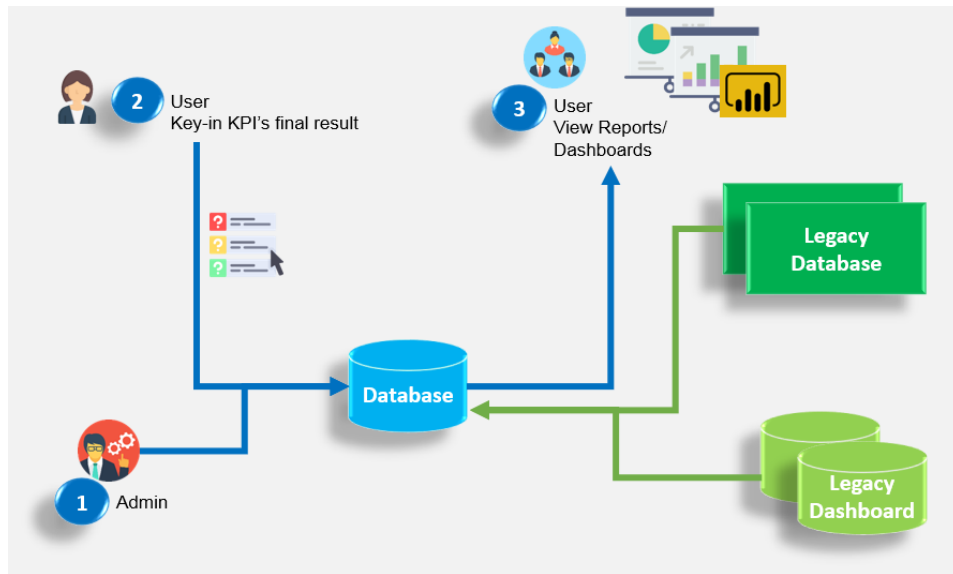 2
User
Key-in KPI's final result
3
User
View Reports/
Dashboards
Legacy
Database
Database
1
Admin
Legacy
Dashboard